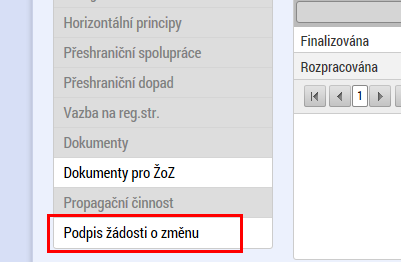 Horizontální principy
Přeshraniční spolupráce
Přeshraniční dopad
Vazba na reg.str.
Dokumenty
Dokumenty pro ŽoZ
Propagační činnost
Podpis žádosti o změnu
Finalizována
Rozpracována
1